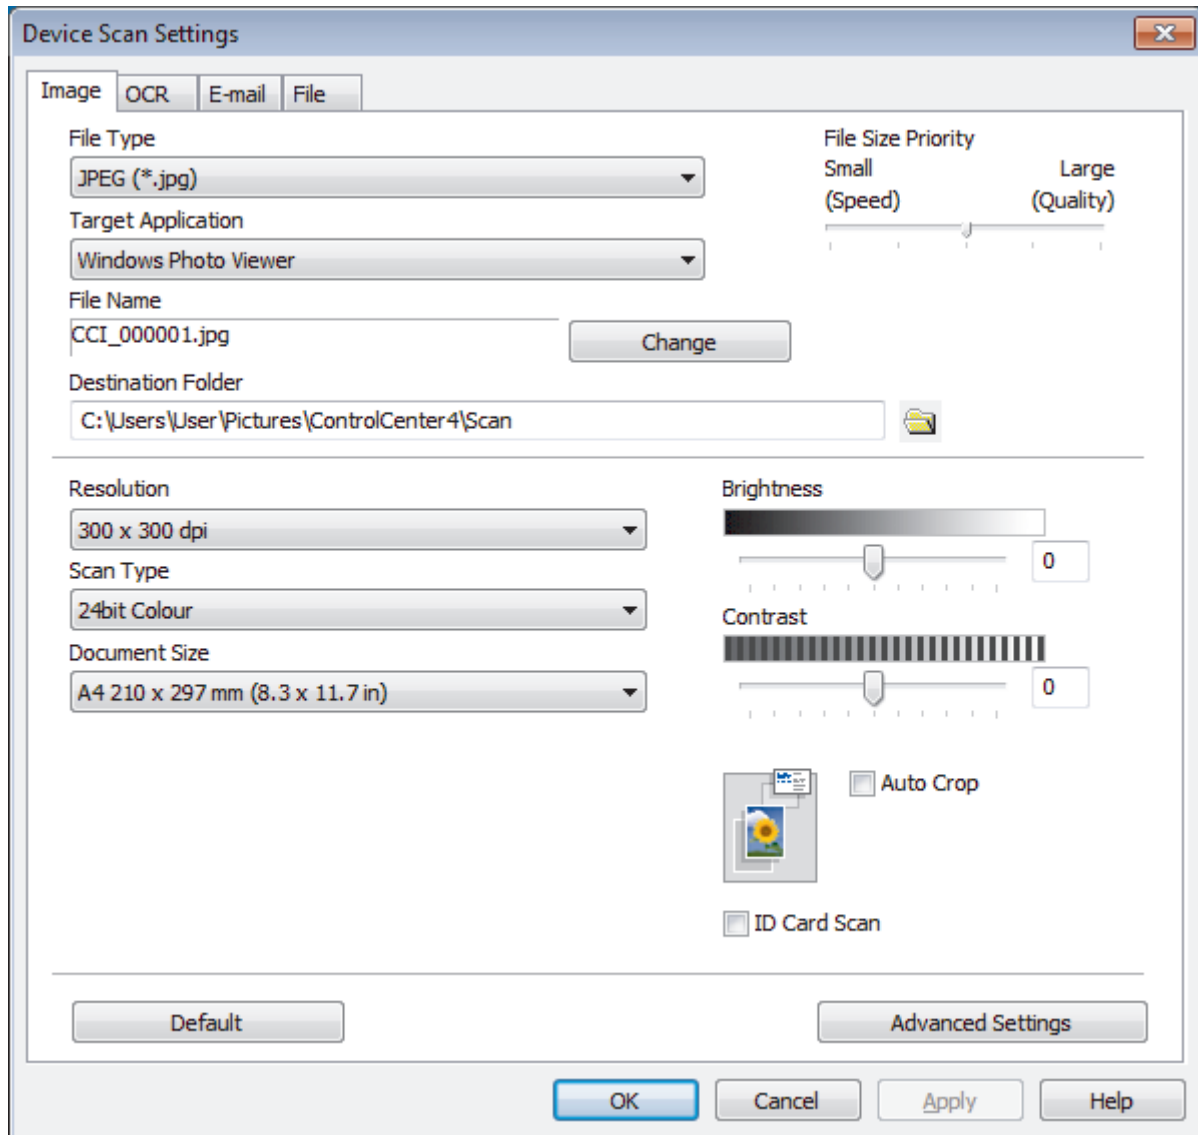 Device Scan Settings
Image OCR E-mail File
File Type
JPEG (*.jpg)
Target Application
Windows Photo Viewer
File Name
CCI_000001.jpg
Change
Destination Folder
C:\Users\User\Pictures\ControlCenter4\Scan
File Size Priority
Small Large
(Speed) (Quality)
Resolution
300 x 300 dpi
Scan Type
24bit Colour
Document Size
A4 210 x 297 mm (8.3 x 11.7 in)
Brightness
0
Contrast
0
Auto Crop
ID Card Scan
Default
Advanced Settings
OK Cancel Apply Help